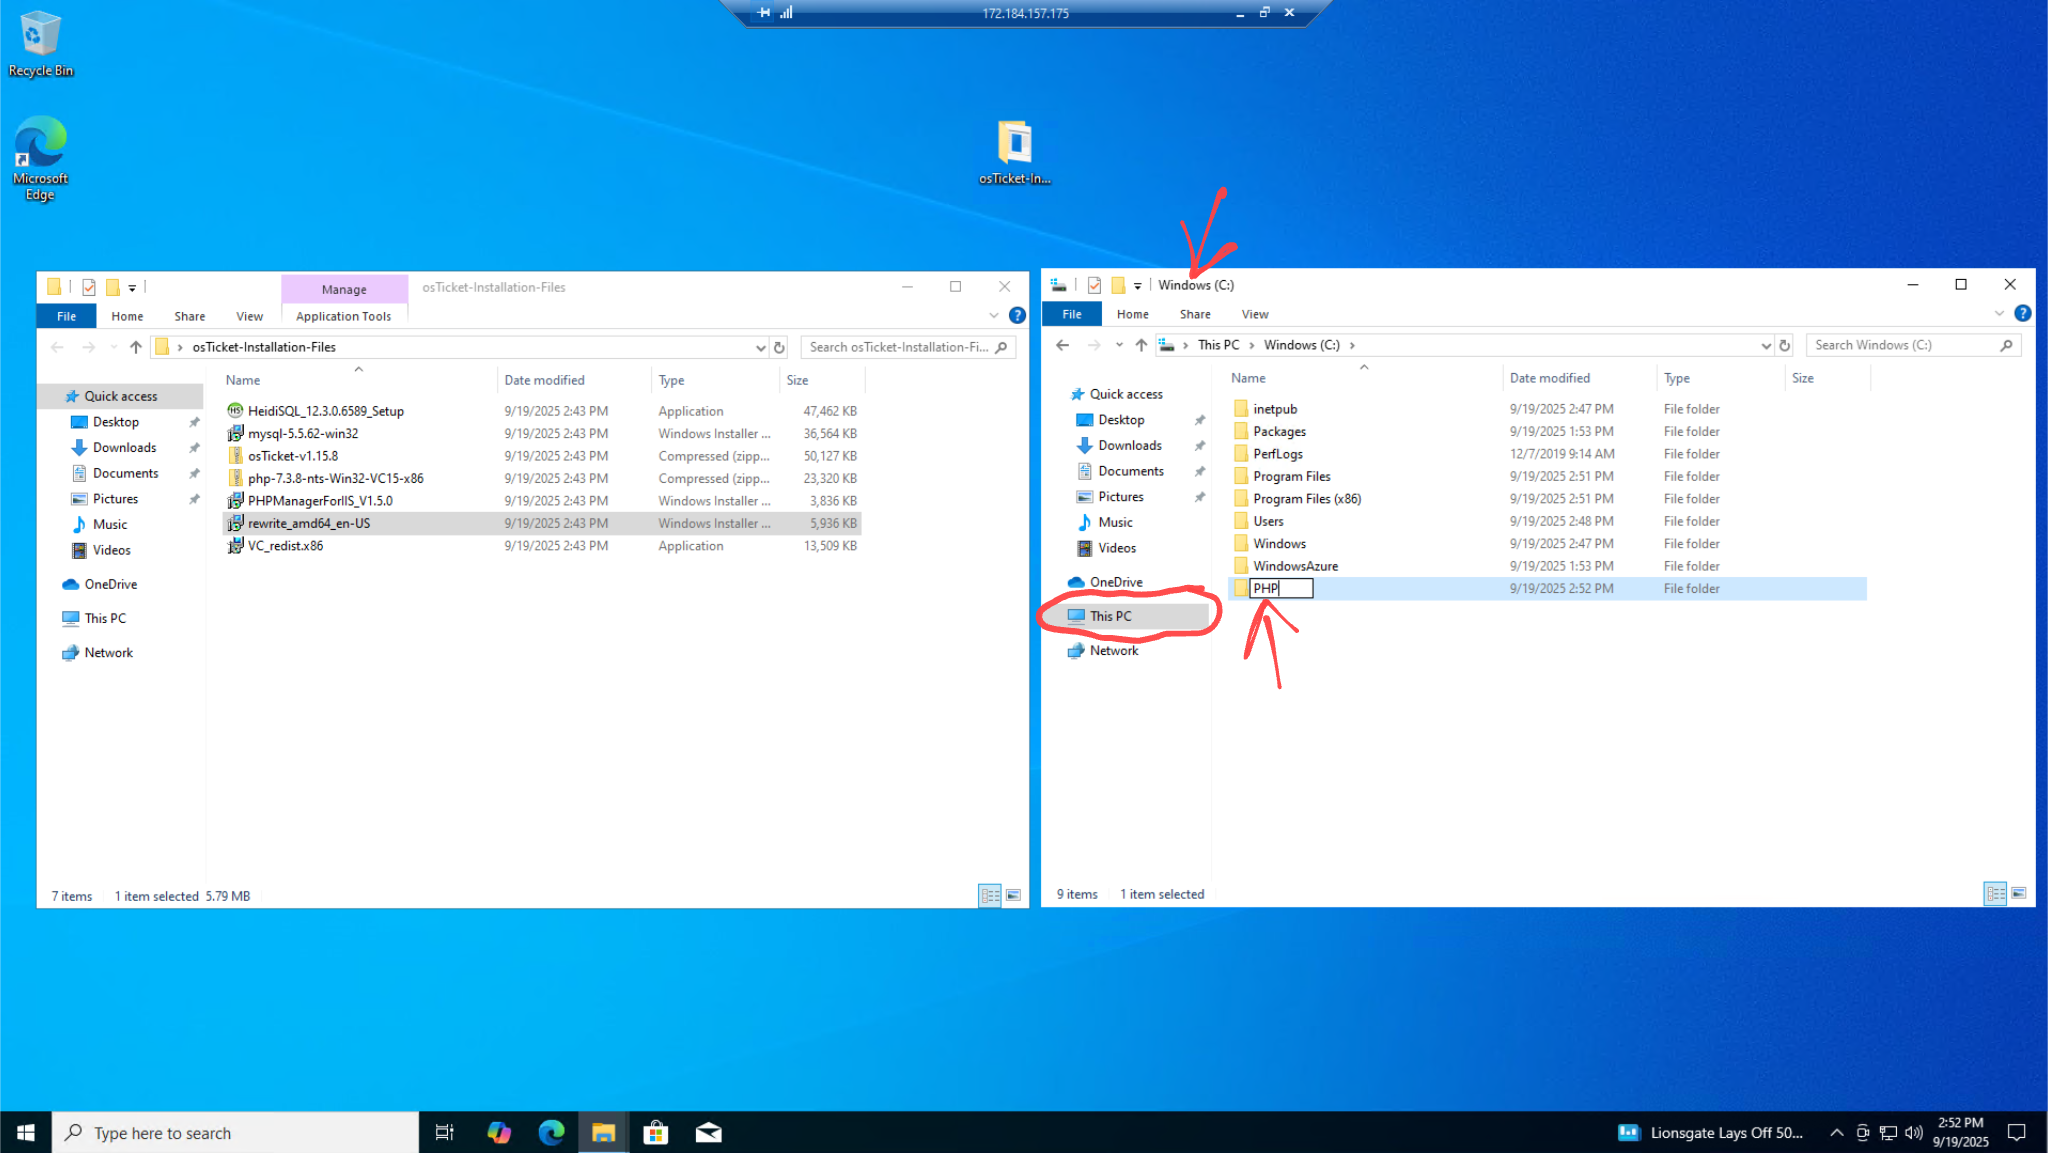 172.184.157.175
Recycle Bin
Microsoft
Edge
osTicket-In...
Manage
osTicket-Installation-Files
File
Home
Share
View
Application Tools
osTicket-Installation-Files
Search osTicket-Installation-Fi...
Name
Date modified
Type
Size
Quick access
Desktop
Downloads
Documents
Pictures
Music
Videos
OneDrive
This PC
Network
HeidiSQL_12.3.0.6589_Setup 9/19/2025 2:43 PM Application 47,462 KB
mysql-5.5.62-win32 9/19/2025 2:43 PM Windows Installer ... 36,564 KB
osTicket-v1.15.8 9/19/2025 2:43 PM Compressed (zipp... 50,127 KB
php-7.3.8-nts-Win32-VC15-x86 9/19/2025 2:43 PM Compressed (zipp... 23,320 KB
PHPManagerForIIS_V1.5.0 9/19/2025 2:43 PM Windows Installer ... 3,836 KB
rewrite_amd64_en-US 9/19/2025 2:43 PM Windows Installer ... 5,936 KB
VC_redist.x86 9/19/2025 2:43 PM Application 13,509 KB
7 items 1 item selected 5.79 MB
Windows (C:)
File
Home
Share
View
This PC > Windows (C:) >
Search Windows (C:)
Name
Date modified
Type
Size
Quick access
Desktop
Downloads
Documents
Pictures
Music
Videos
OneDrive
This PC
Network
inetpub 9/19/2025 2:47 PM File folder
Packages 9/19/2025 1:53 PM File folder
PerfLogs 12/7/2019 9:14 AM File folder
Program Files 9/19/2025 2:51 PM File folder
Program Files (x86) 9/19/2025 2:51 PM File folder
Users 9/19/2025 2:48 PM File folder
Windows 9/19/2025 2:47 PM File folder
WindowsAzure 9/19/2025 1:53 PM File folder
PHP 9/19/2025 2:52 PM File folder
9 items 1 item selected
Type here to search
Lionsgate Lays Off 50...
2:52 PM
9/19/2025